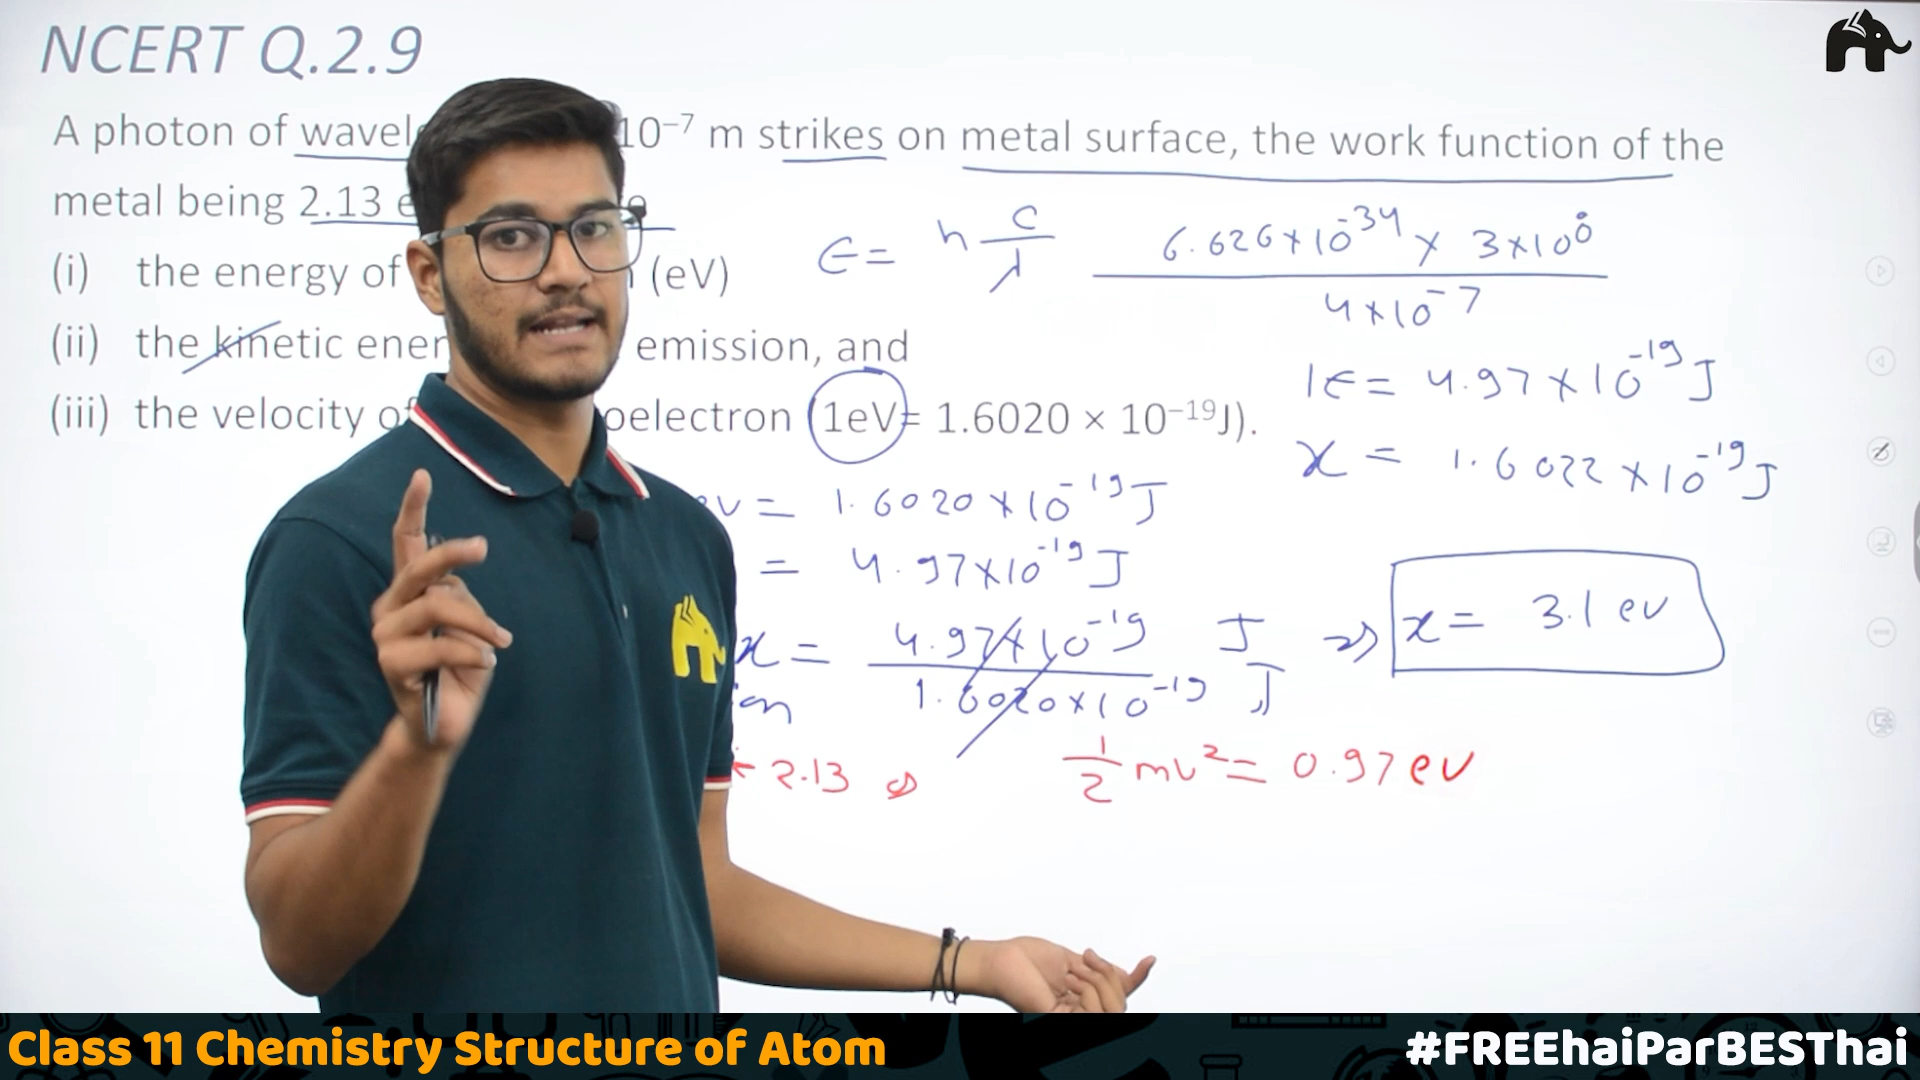 NCERT Q.2.9
A photon of 10⁻⁷ m strikes on metal surface, the work function of the
metal being 2.13
(i) the energy of (eV)
(ii) the kinetic emission, and
(iii) the velocity (1eV= 1.6020 × 10⁻¹⁹J).
E = h c/λ
6.626×10⁻³⁴ × 3×10⁸
4×10⁻⁷
E = 4.97×10⁻¹⁹ J
x = 1.6022×10⁻¹⁹ J
= 1.6020×10⁻¹⁹ J
= 4.97×10⁻¹⁹ J
x = 4.97×10⁻¹⁹ J
1.6020×10⁻¹⁹ J
⇒ x = 3.1 ev
2.13
1/2 mv² = 0.97 ev
Class 11 Chemistry Structure of Atom
#FREEhaiParBESThai